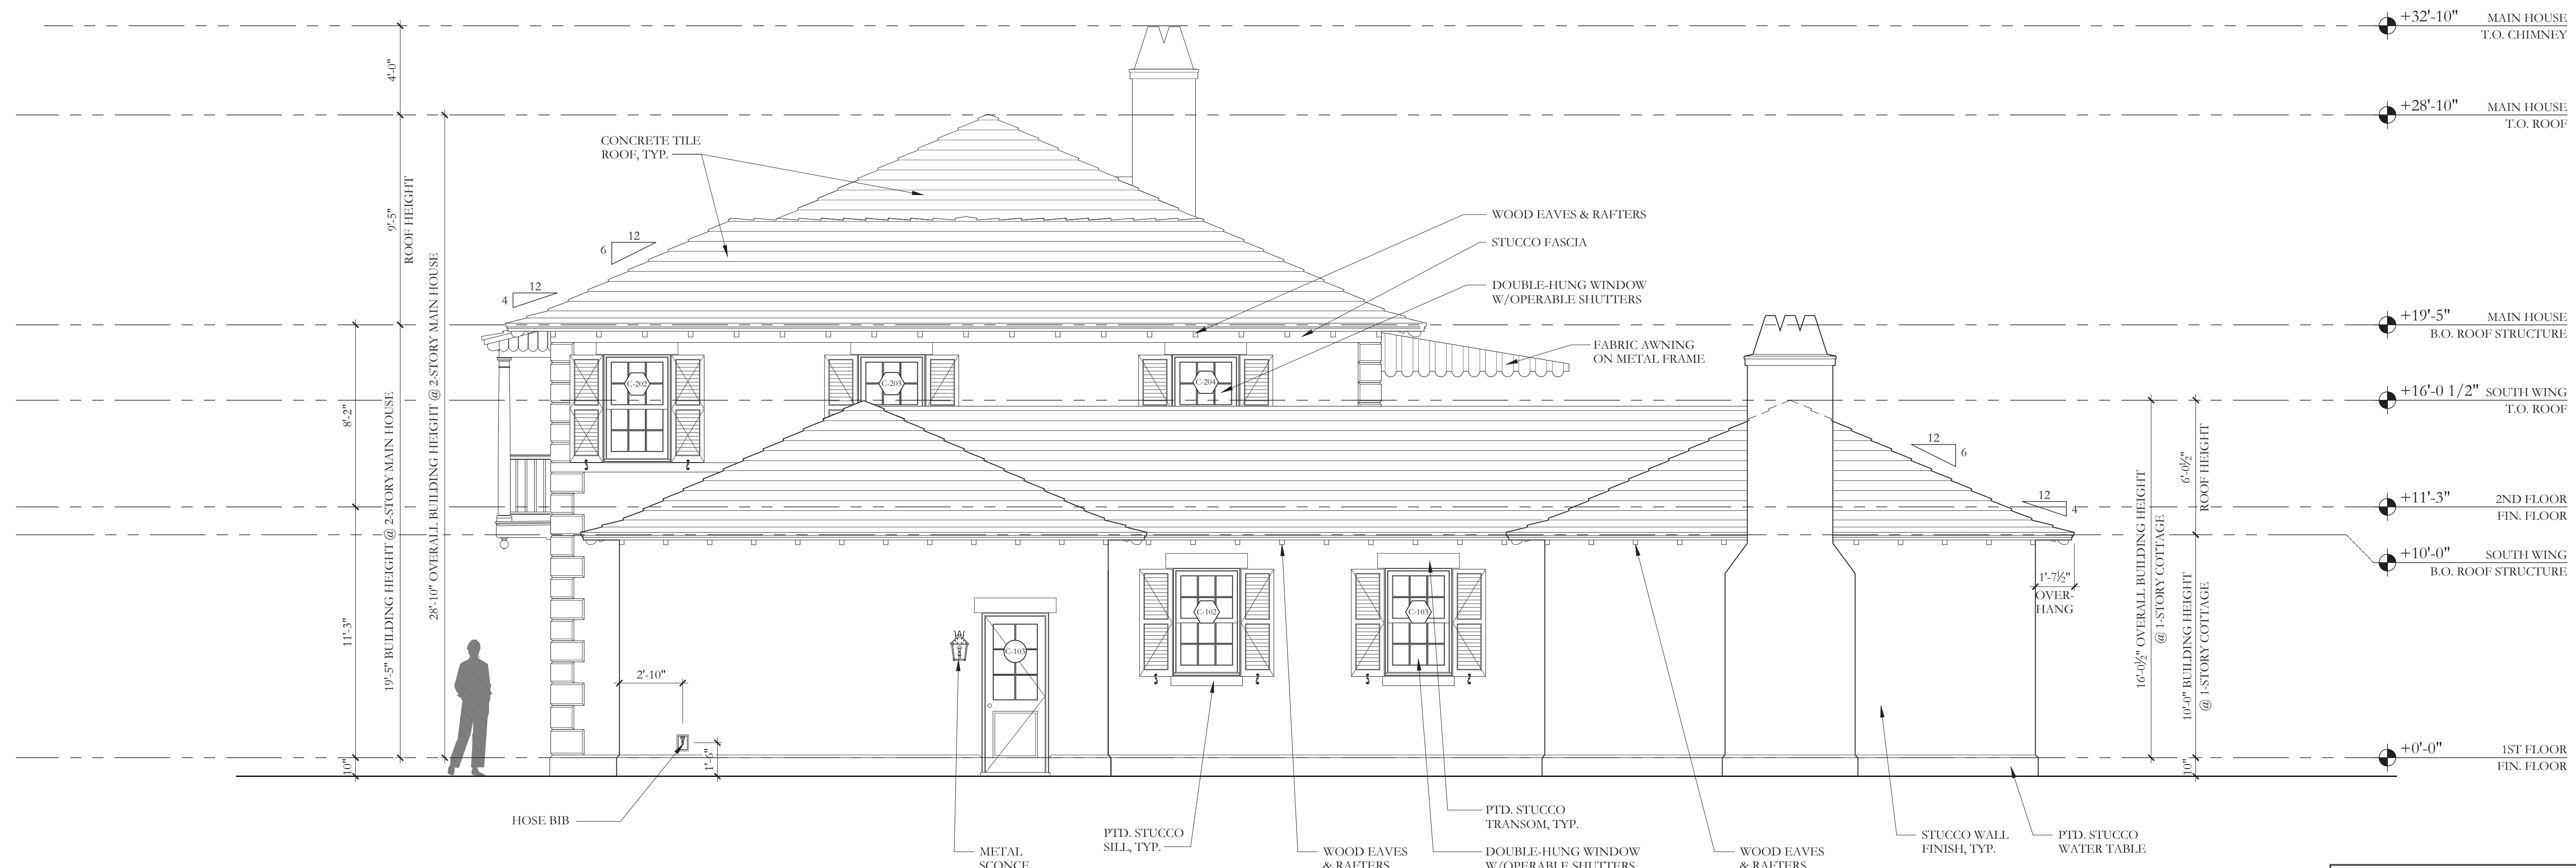 +32'-10" MAIN HOUSE
T.O. CHIMNEY
4'-0"
+28'-10" MAIN HOUSE
T.O. ROOF
CONCRETE TILE
ROOF, TYP.
9'-5"
ROOF HEIGHT
WOOD EAVES & RAFTERS
STUCCO FASCIA
12
6
DOUBLE-HUNG WINDOW
W/OPERABLE SHUTTERS
12
4
+19'-5" MAIN HOUSE
B.O. ROOF STRUCTURE
FABRIC AWNING
ON METAL FRAME
C-202
C-203
C-204
+16'-0 1/2" SOUTH WING
T.O. ROOF
8'-2"
19'-5" BUILDING HEIGHT @ 2-STORY MAIN HOUSE
28'-10" OVERALL BUILDING HEIGHT @ 2-STORY MAIN HOUSE
12
6
6'-0½"
ROOF HEIGHT
12
4
+11'-3" 2ND FLOOR
FIN. FLOOR
+10'-0" SOUTH WING
B.O. ROOF STRUCTURE
1'-7½"
OVER-
HANG
16'-0½" OVERALL BUILDING HEIGHT
@ 1-STORY COTTAGE
10'-0" BUILDING HEIGHT
@ 1-STORY COTTAGE
11'-3"
C-102
C-103
C-103
2'-10"
1'-6"
10"
10"
+0'-0" 1ST FLOOR
FIN. FLOOR
HOSE BIB
METAL
SCONCE
PTD. STUCCO
SILL, TYP.
WOOD EAVES
& RAFTERS
PTD. STUCCO
TRANSOM, TYP.
DOUBLE-HUNG WINDOW
W/OPERABLE SHUTTERS
WOOD EAVES
& RAFTERS
STUCCO WALL
FINISH, TYP.
PTD. STUCCO
WATER TABLE